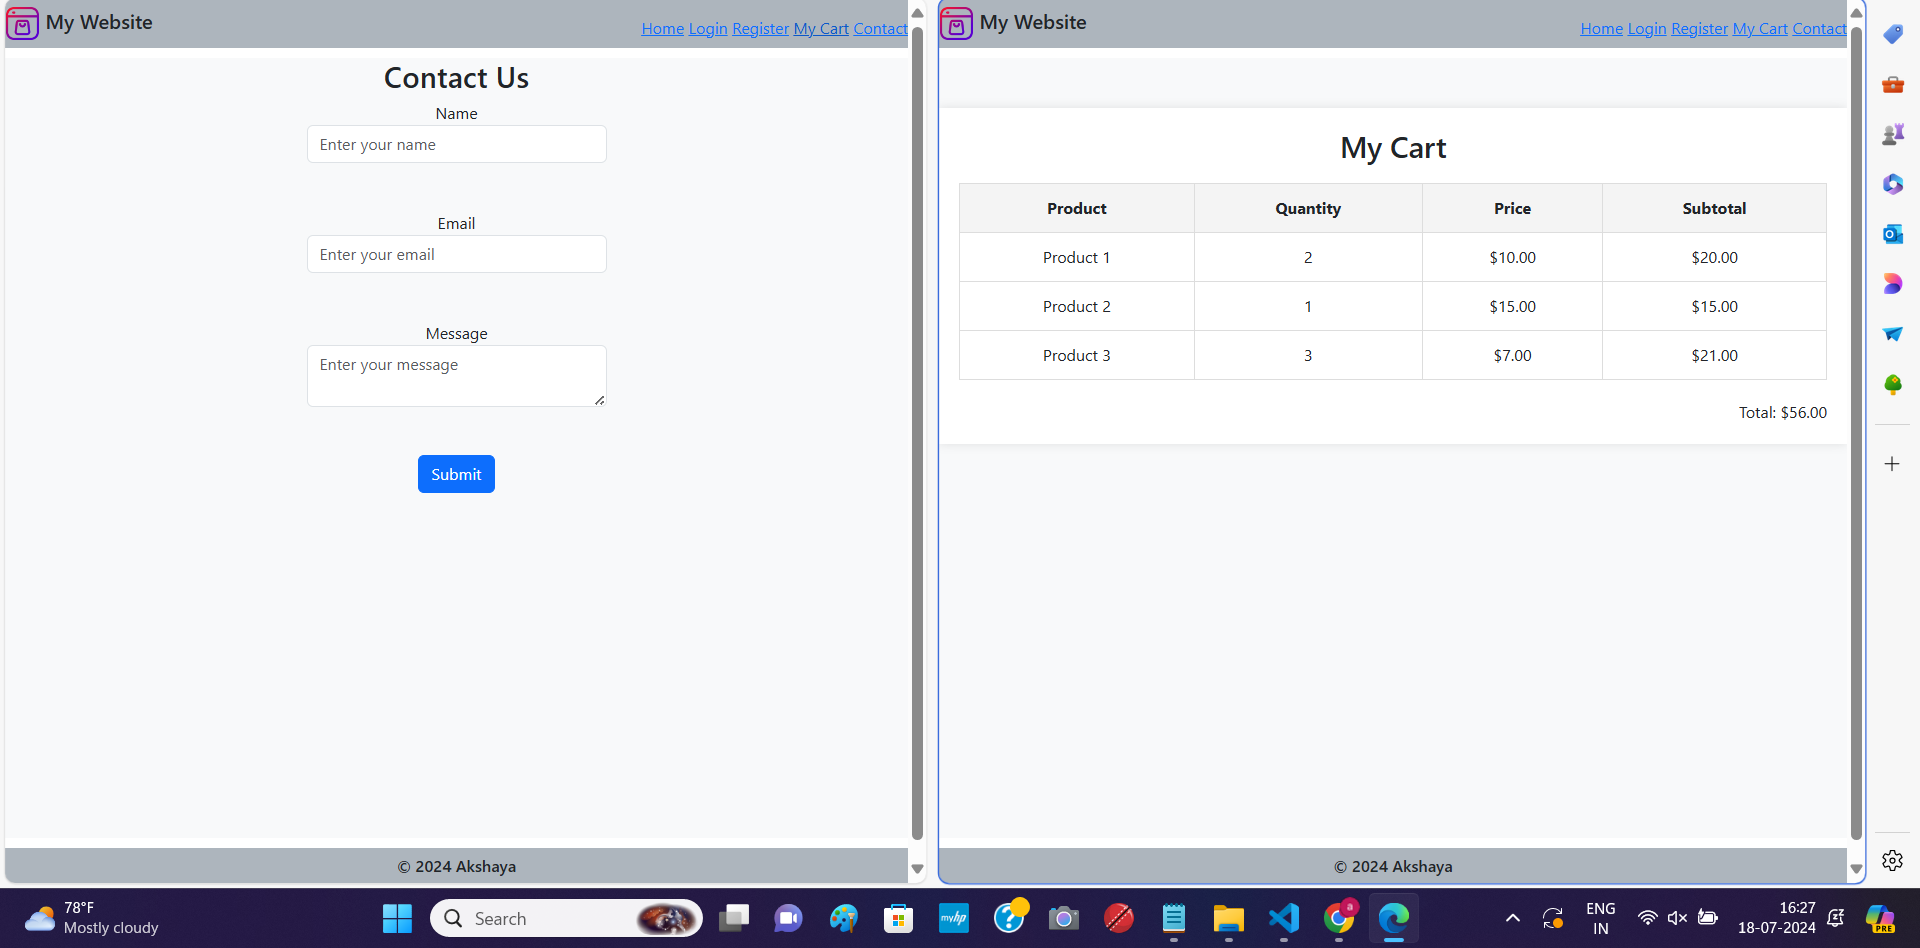 My Website
Home Login Register My Cart Contact
Contact Us
Name
Enter your name
Email
Enter your email
Message
Enter your message
Submit
© 2024 Akshaya
My Website
Home Login Register My Cart Contact
My Cart
Product Quantity Price Subtotal
Product 1 2 $10.00 $20.00
Product 2 1 $15.00 $15.00
Product 3 3 $7.00 $21.00
Total: $56.00
© 2024 Akshaya
78°F
Mostly cloudy
Search
myhp
a
ENG
IN
16:27
18-07-2024
PRE